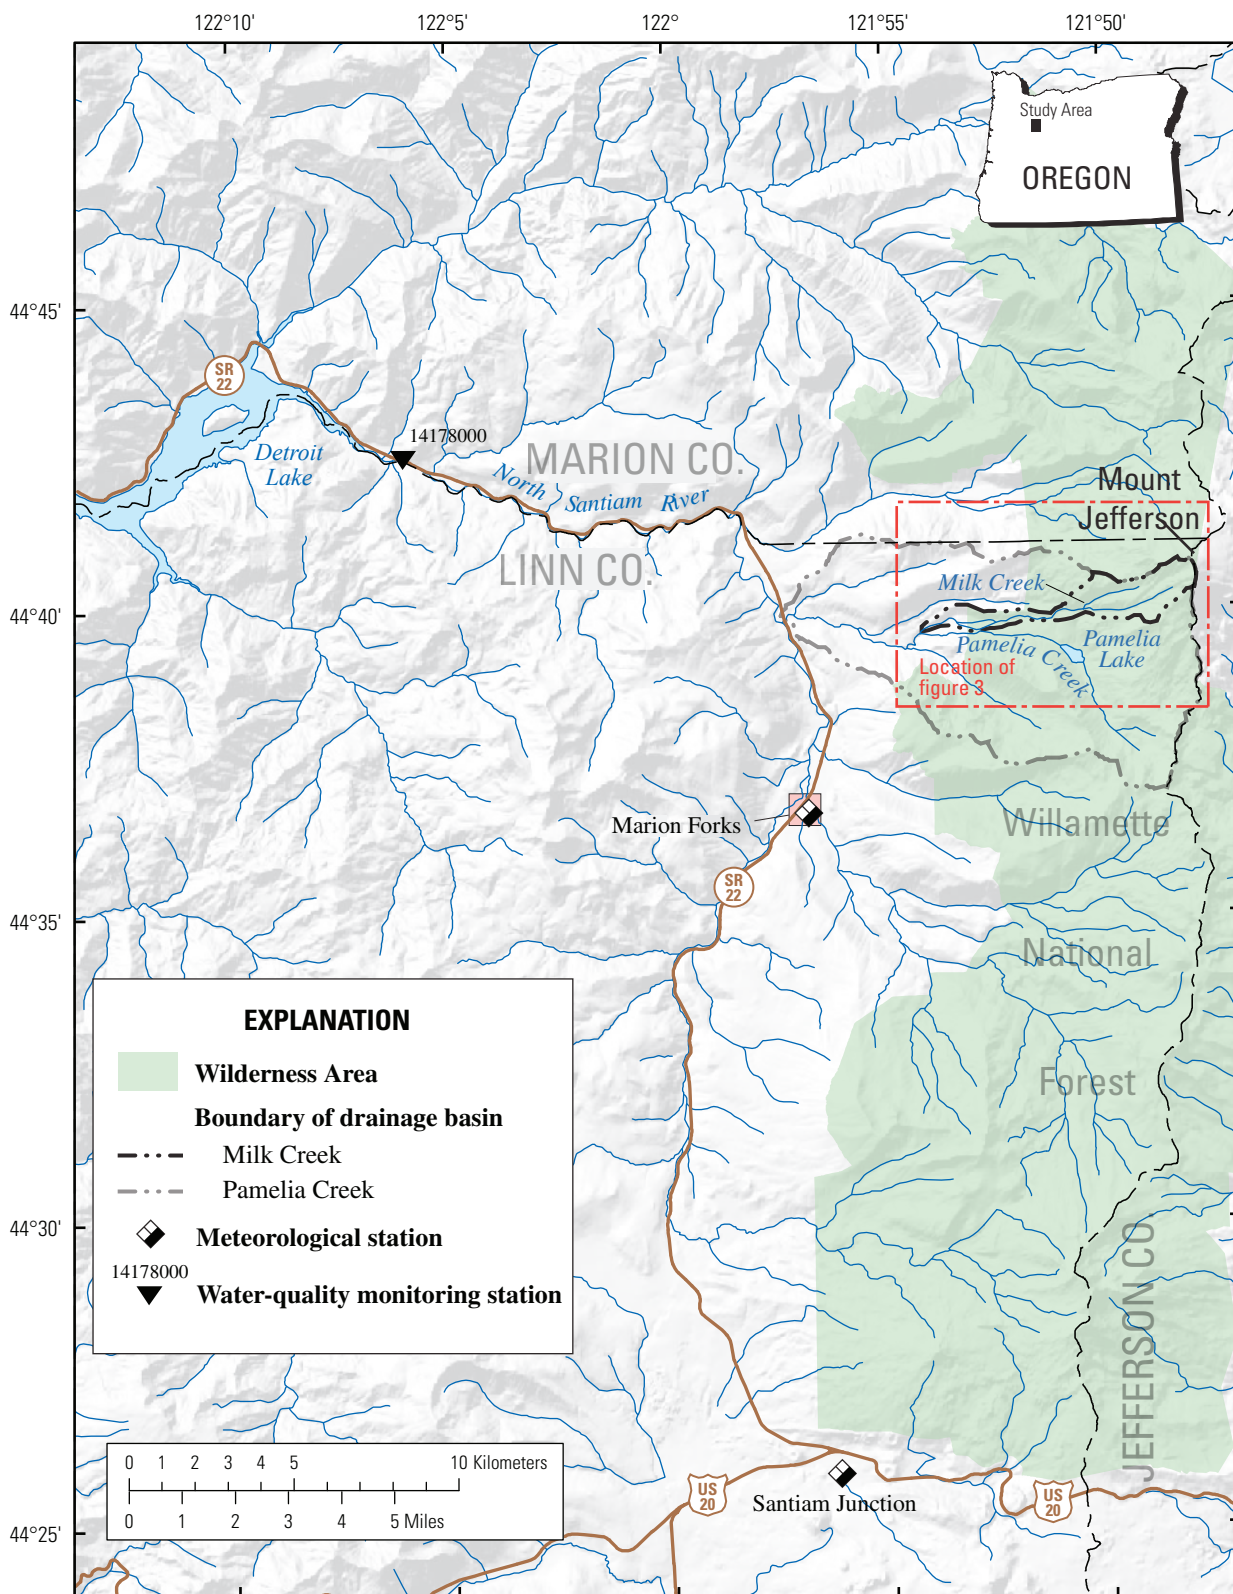 122°10' 122°5' 122° 121°55' 121°50'
Study Area
OREGON
44°45'
SR
22
14178000
MARION CO.
Detroit
Lake
North Santiam River
Mount
Jefferson
LINN CO.
Milk Creek
44°40'
Pamelia Creek
Pamelia
Lake
Location of
figure 3
Marion Forks
Willamette
SR
22
44°35'
National
EXPLANATION
Wilderness Area
Boundary of drainage basin
Milk Creek
Pamelia Creek
Meteorological station
14178000
Water-quality monitoring station
Forest
44°30'
JEFFERSON CO.
0 1 2 3 4 5 10 Kilometers
0 1 2 3 4 5 Miles
US
20
Santiam Junction
US
20
44°25'